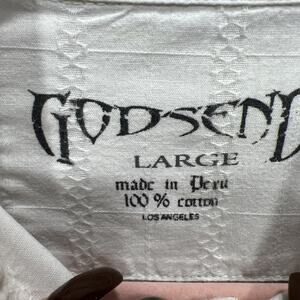 GODSEND
LARGE
made in Peru
100% cotton
LOS ANGELES